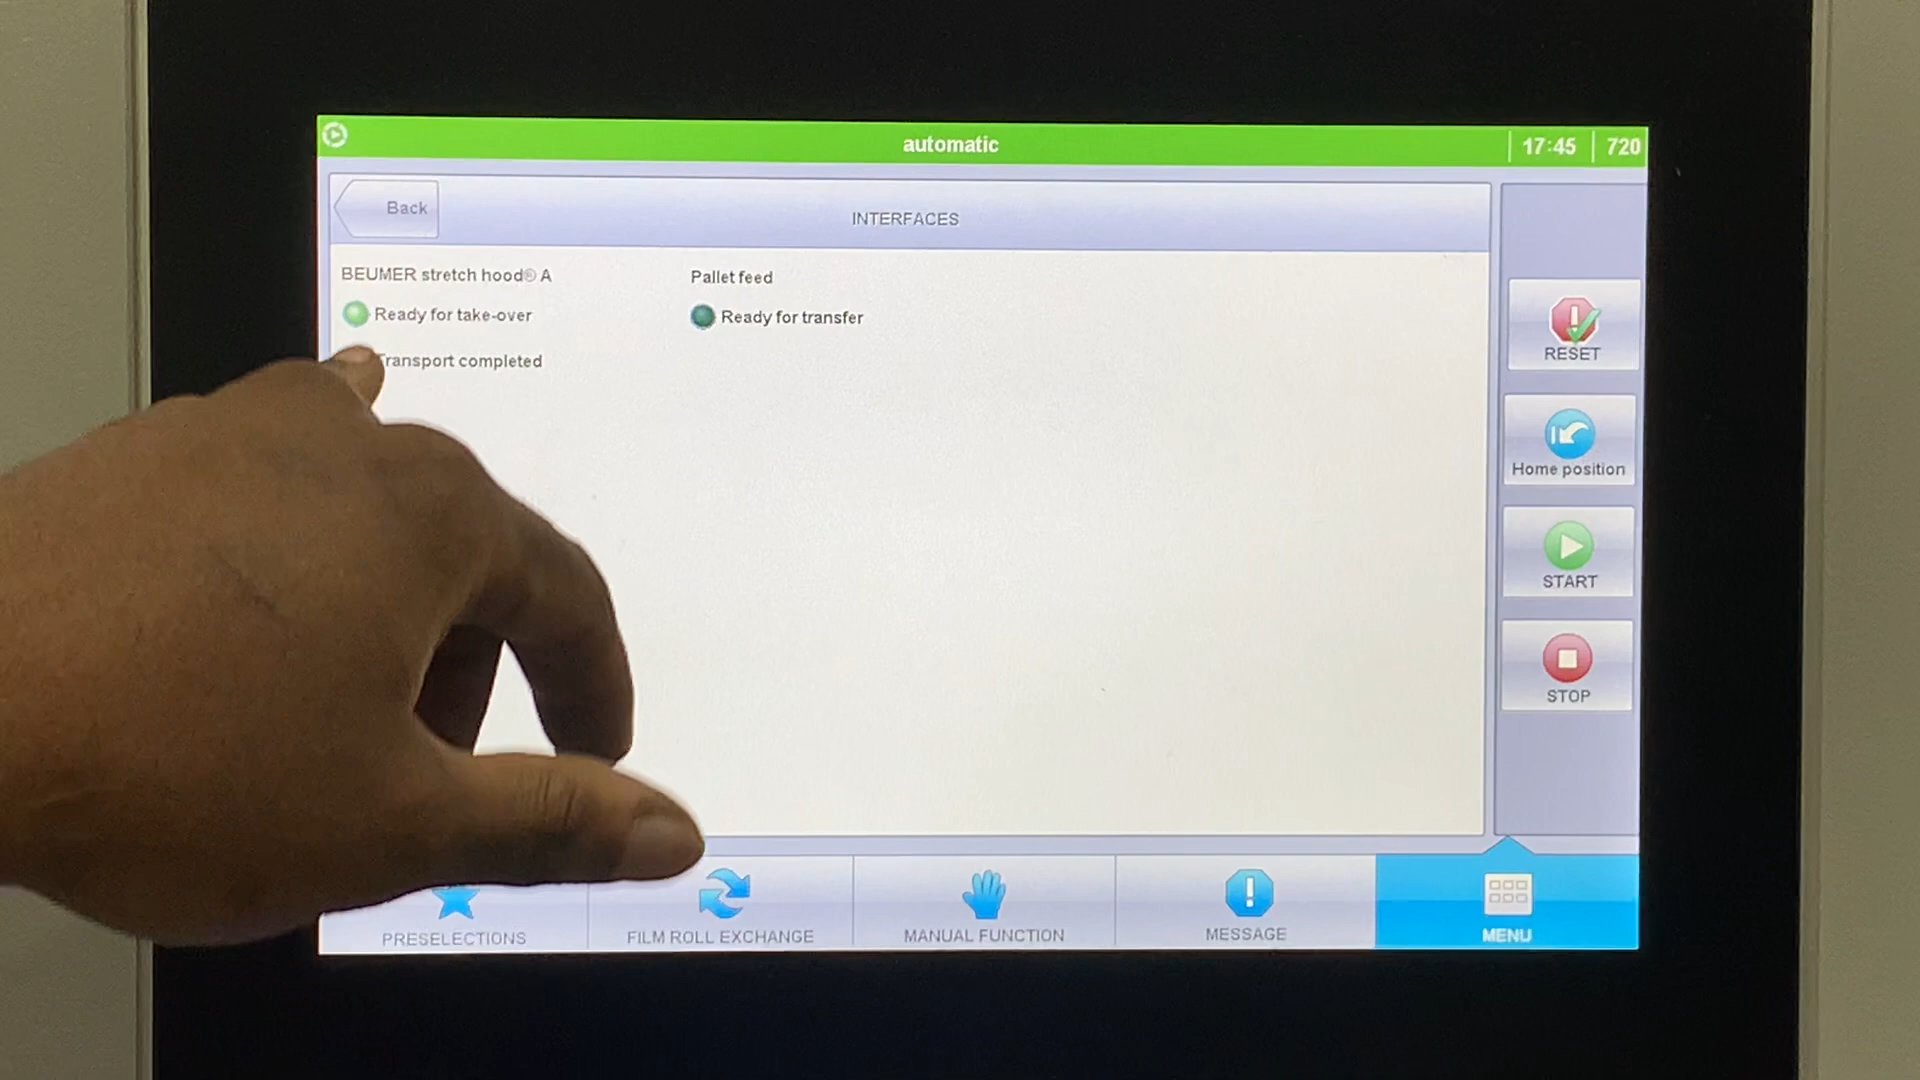 automatic
17:45
720
Back
INTERFACES
BEUMER stretch hood® A
Pallet feed
Ready for take-over
Ready for transfer
Transport completed
RESET
Home position
START
STOP
PRESELECTIONS
FILM ROLL EXCHANGE
MANUAL FUNCTION
MESSAGE
MENU